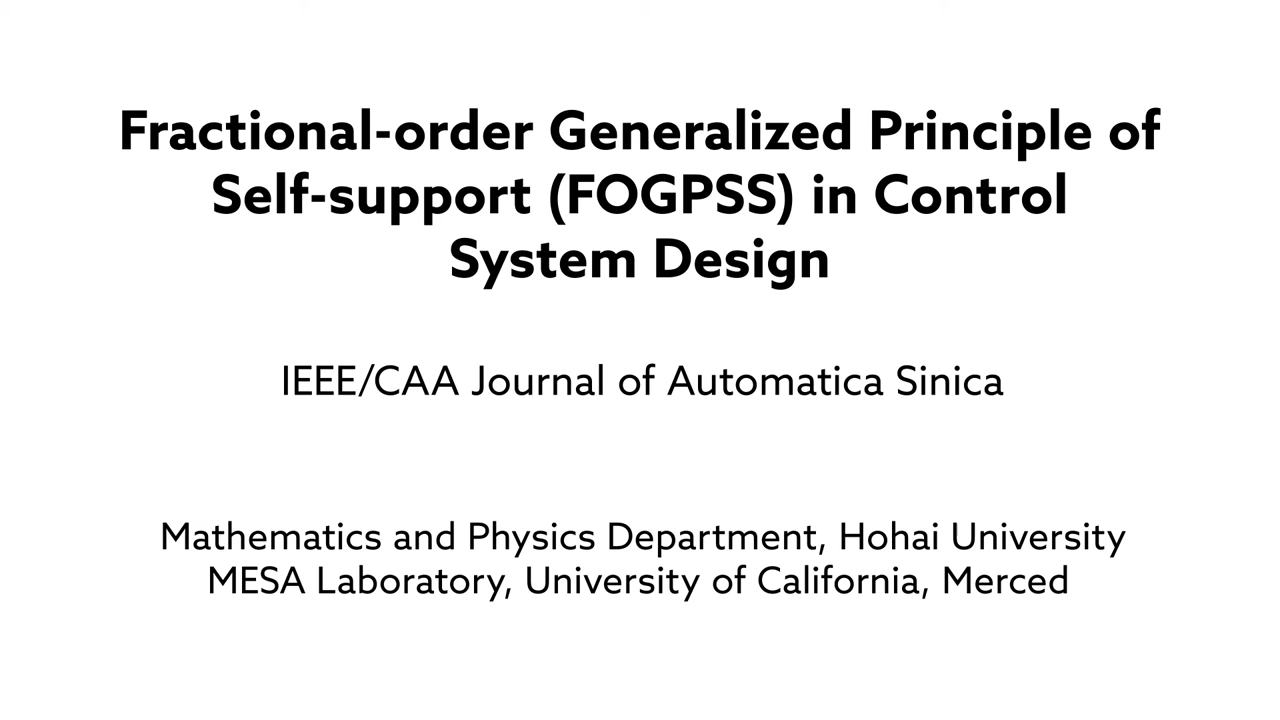 Fractional-order Generalized Principle of
Self-support (FOGPSS) in Control
System Design
IEEE/CAA Journal of Automatica Sinica
Mathematics and Physics Department, Hohai University
MESA Laboratory, University of California, Merced